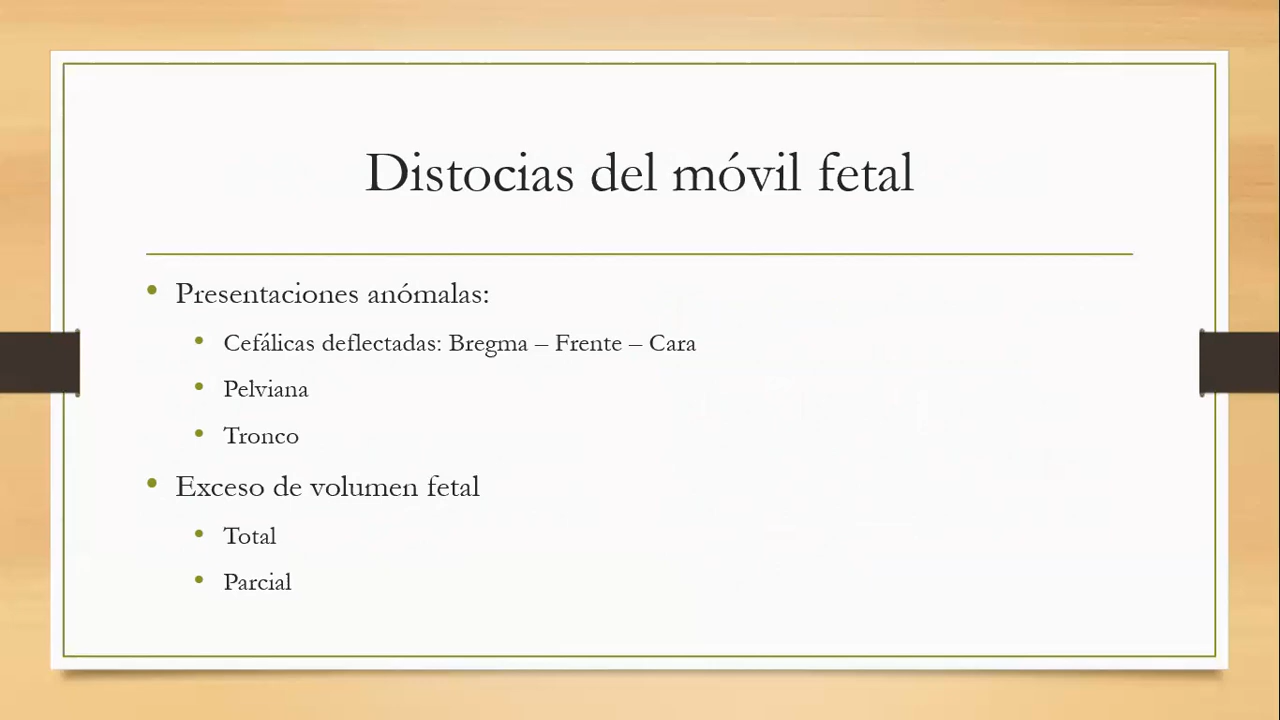 Distocias del móvil fetal
• Presentaciones anómalas:
• Cefálicas deflectadas: Bregma – Frente – Cara
• Pelviana
• Tronco
• Exceso de volumen fetal
• Total
• Parcial